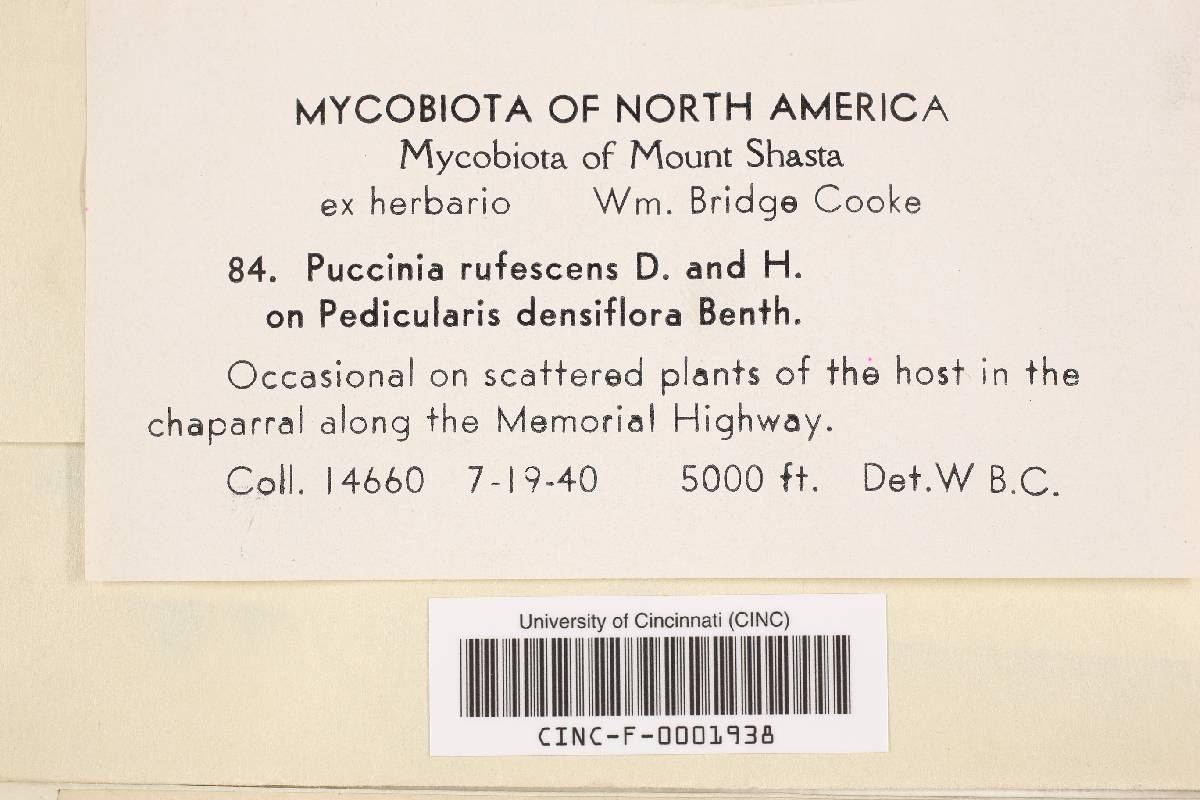 MYCOBIOTA OF NORTH AMERICA
Mycobiota of Mount Shasta
ex herbario Wm. Bridge Cooke
84. Puccinia rufescens D. and H.
on Pedicularis densiflora Benth.
Occasional on scattered plants of the host in the
chaparral along the Memorial Highway.
Coll. 14660 7-19-40 5000 ft. Det. W B.C.
University of Cincinnati (CINC)
CINC-F-0001938